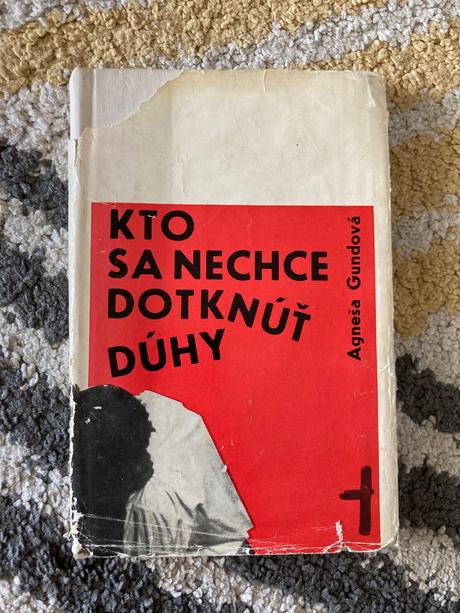 KTO
SA NECHCE
DOTKNÚŤ
DÚHY
Agneša Gundová